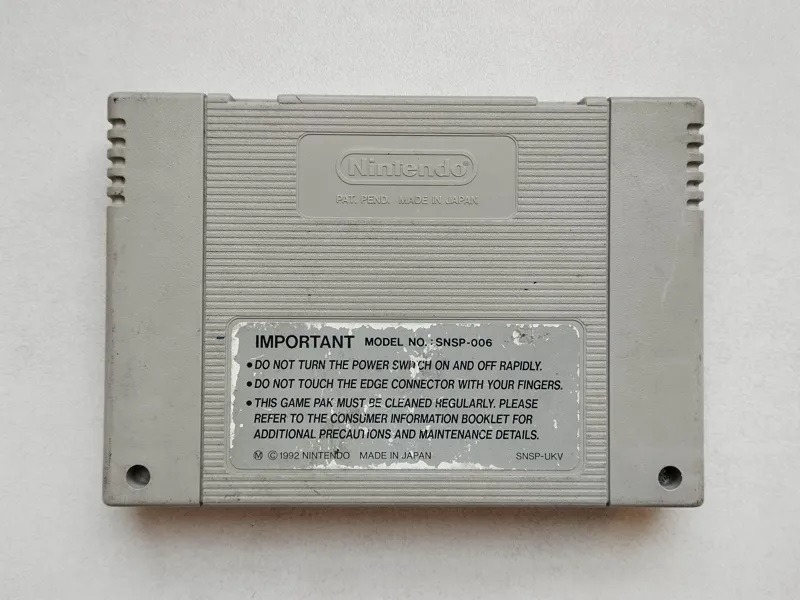 Nintendo®
PAT. PEND. MADE IN JAPAN
IMPORTANT MODEL NO.: SNSP-006
• DO NOT TURN THE POWER SWITCH ON AND OFF RAPIDLY.
• DO NOT TOUCH THE EDGE CONNECTOR WITH YOUR FINGERS.
• THIS GAME PAK MUST BE CLEANED REGULARLY. PLEASE
REFER TO THE CONSUMER INFORMATION BOOKLET FOR
ADDITIONAL PRECAUTIONS AND MAINTENANCE DETAILS.
Ⓜ © 1992 NINTENDO MADE IN JAPAN SNSP-UKV